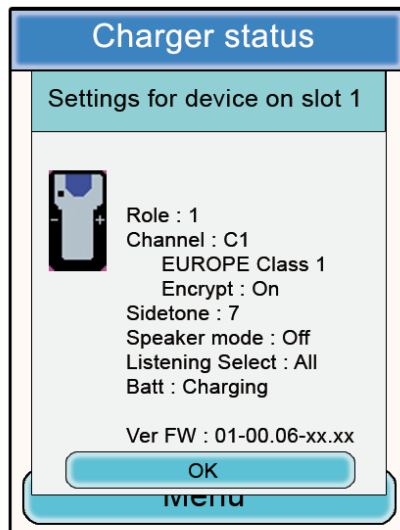 Charger status
Settings for device on slot 1
- +
Role : 1
Channel : C1
EUROPE Class 1
Encrypt : On
Sidetone : 7
Speaker mode : Off
Listening Select : All
Batt : Charging
Ver FW : 01-00.06-xx.xx
OK
Menu